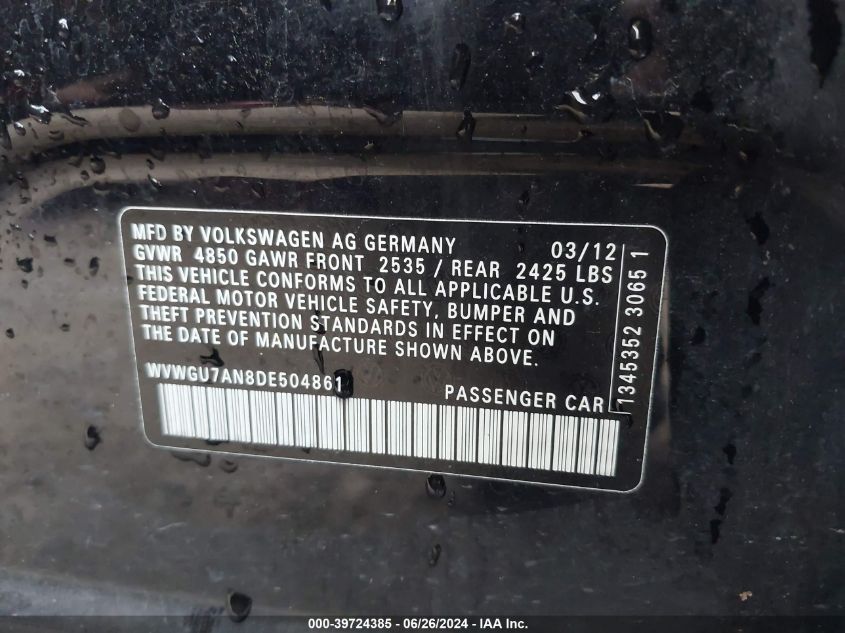 MFD BY VOLKSWAGEN AG GERMANY 03/12
GVWR 4850 GAWR FRONT 2535 / REAR 2425 LBS
THIS VEHICLE CONFORMS TO ALL APPLICABLE U.S.
FEDERAL MOTOR VEHICLE SAFETY, BUMPER AND
THEFT PREVENTION STANDARDS IN EFFECT ON
THE DATE OF MANUFACTURE SHOWN ABOVE.
WVWGU7AN8DE504861
PASSENGER CAR
1345352 3065 1
000-39724385 - 06/26/2024 - IAA Inc.